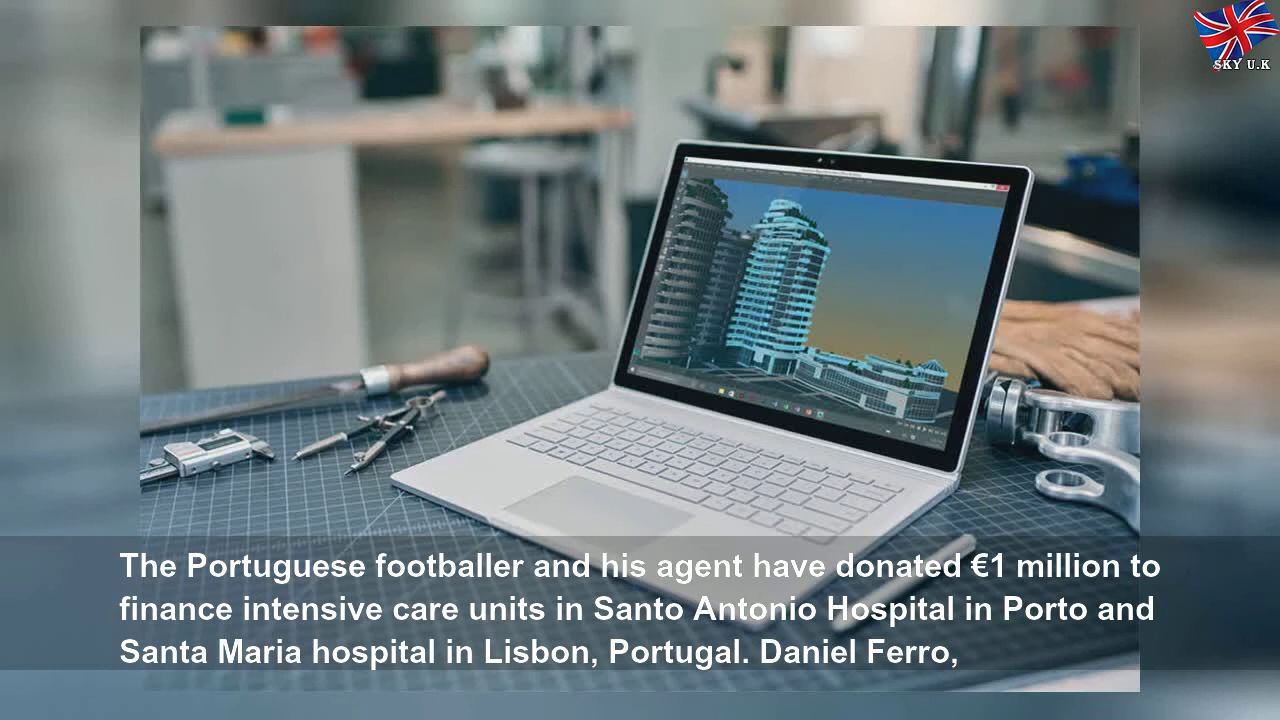 SKY U.K
The Portuguese footballer and his agent have donated €1 million to
finance intensive care units in Santo Antonio Hospital in Porto and
Santa Maria hospital in Lisbon, Portugal. Daniel Ferro,